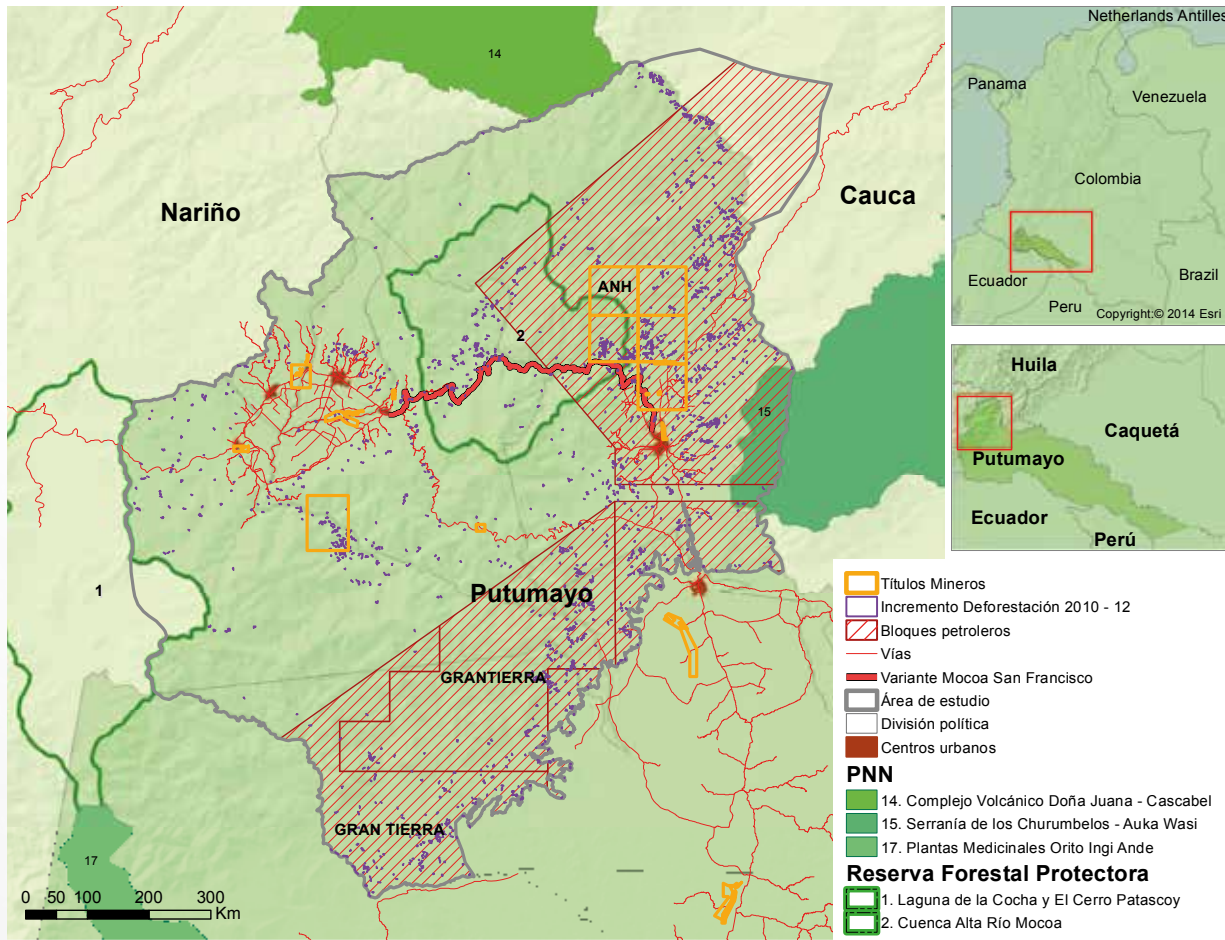 14
Nariño
Cauca
ANH
2
15
1
Putumayo
GRANTIERRA
GRAN TIERRA
17
0 50 100 200 300
Km
Netherlands Antilles
Panama
Venezuela
Colombia
Ecuador
Brazil
Peru
Copyright:© 2014 Esri
Huila
Caquetá
Putumayo
Ecuador
Perú
Títulos Mineros
Incremento Deforestación 2010 - 12
Bloques petroleros
Vías
Variante Mocoa San Francisco
Área de estudio
División política
Centros urbanos
PNN
14. Complejo Volcánico Doña Juana - Cascabel
15. Serranía de los Churumbelos - Auka Wasi
17. Plantas Medicinales Orito Ingi Ande
Reserva Forestal Protectora
1. Laguna de la Cocha y El Cerro Patascoy
2. Cuenca Alta Río Mocoa